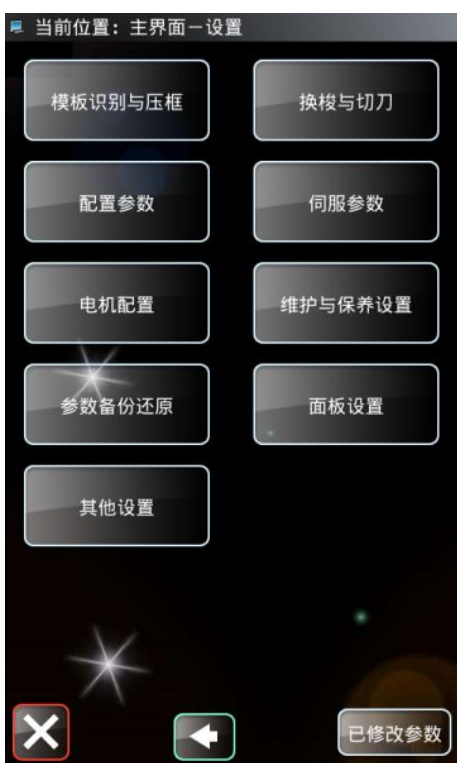 当前位置：主界面－设置
模板识别与压框
换梭与切刀
配置参数
伺服参数
电机配置
维护与保养设置
参数备份还原
面板设置
其他设置
已修改参数